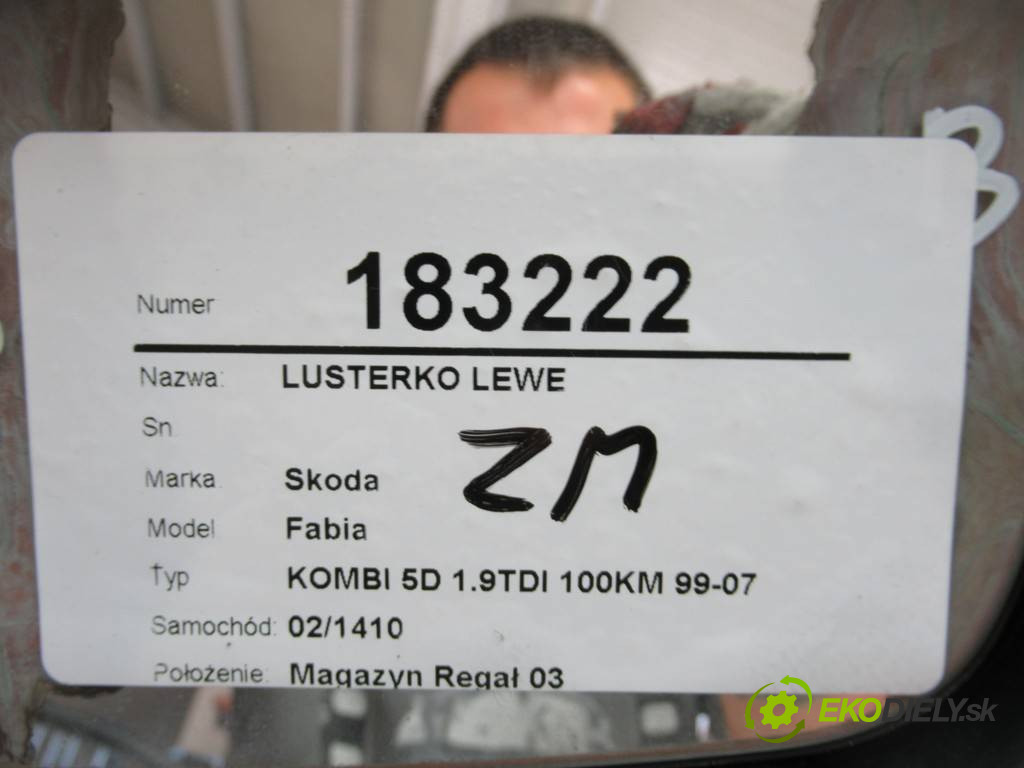 B
Numer 183222
Nazwa: LUSTERKO LEWE
Sn. ZM
Marka Skoda
Model Fabia
Typ KOMBI 5D 1.9TDI 100KM 99-07
Samochód: 02/1410
Położenie: Magazyn Regał 03
EKODIELY.sk